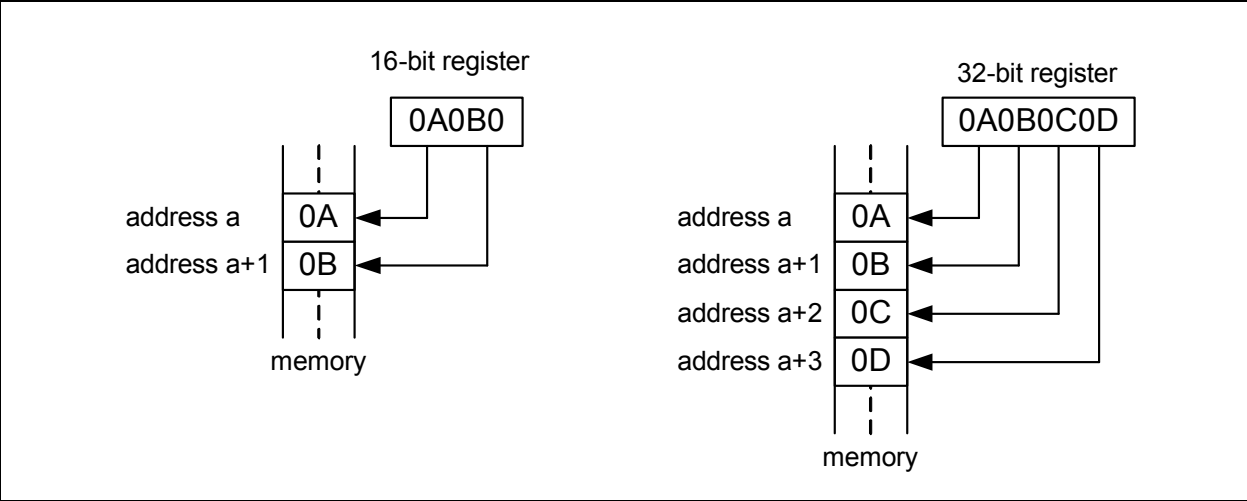 16-bit register
0A0B0
address a
0A
address a+1
0B
memory
32-bit register
0A0B0C0D
address a
0A
address a+1
0B
address a+2
0C
address a+3
0D
memory